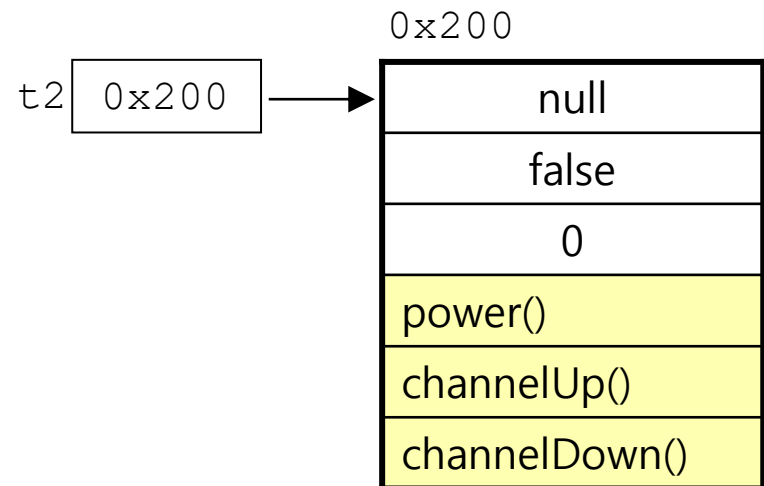 0x200
t2 0x200
null
false
0
power()
channelUp()
channelDown()